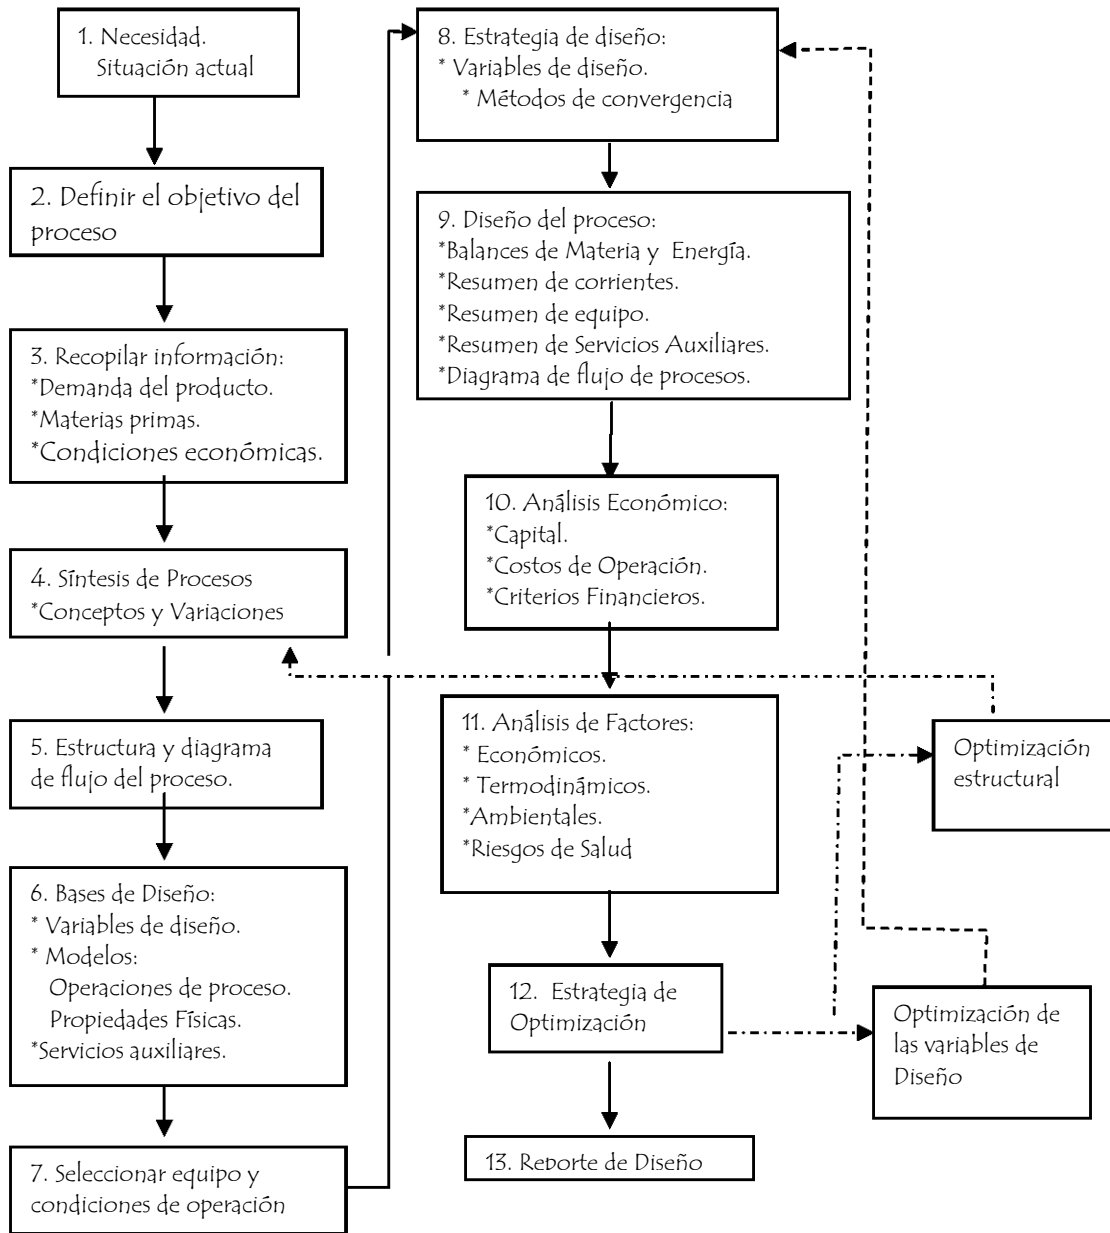 1. Necesidad.
Situación actual
2. Definir el objetivo del
proceso
3. Recopilar información:
*Demanda del producto.
*Materias primas.
*Condiciones económicas.
4. Síntesis de Procesos
*Conceptos y Variaciones
5. Estructura y diagrama
de flujo del proceso.
6. Bases de Diseño:
* Variables de diseño.
* Modelos:
Operaciones de proceso.
Propiedades Físicas.
*Servicios auxiliares.
7. Seleccionar equipo y
condiciones de operación
8. Estrategia de diseño:
* Variables de diseño.
* Métodos de convergencia
9. Diseño del proceso:
*Balances de Materia y Energía.
*Resumen de corrientes.
*Resumen de equipo.
*Resumen de Servicios Auxiliares.
*Diagrama de flujo de procesos.
10. Análisis Económico:
*Capital.
*Costos de Operación.
*Criterios Financieros.
11. Análisis de Factores:
* Económicos.
* Termodinámicos.
*Ambientales.
*Riesgos de Salud
12. Estrategia de
Optimización
13. Reporte de Diseño
Optimización
estructural
Optimización de
las variables de
Diseño